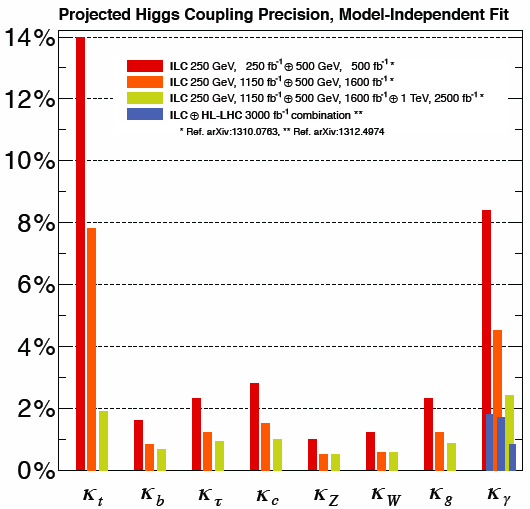 Projected Higgs Coupling Precision, Model-Independent Fit
14%
12%
10%
8%
6%
4%
2%
0%
ILC 250 GeV, 250 fb⁻¹ ⊕ 500 GeV, 500 fb⁻¹ *
ILC 250 GeV, 1150 fb⁻¹ ⊕ 500 GeV, 1600 fb⁻¹ *
ILC 250 GeV, 1150 fb⁻¹ ⊕ 500 GeV, 1600 fb⁻¹ ⊕ 1 TeV, 2500 fb⁻¹ *
ILC ⊕ HL-LHC 3000 fb⁻¹ combination **
* Ref. arXiv:1310.0763, ** Ref. arXiv:1312.4974
κt κb κτ κc κZ κW κg κγ